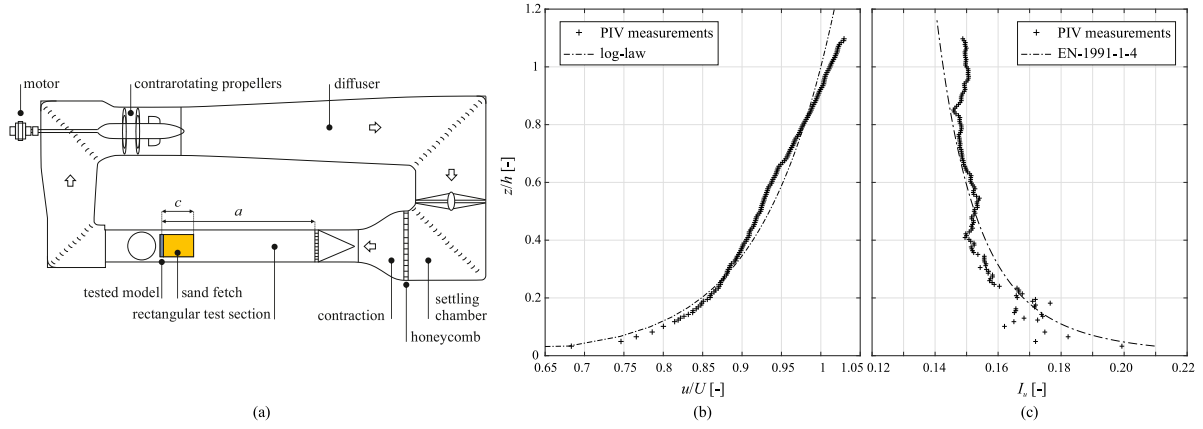 motor
contrarotating propellers
diffuser
c
a
tested model
sand fetch
rectangular test section
contraction
settling
chamber
honeycomb
(a)
PIV measurements
log-law
1.2
1
0.8
0.6
0.4
0.2
0
z/h [-]
0.65 0.7 0.75 0.8 0.85 0.9 0.95 1 1.05
u/U [-]
(b)
PIV measurements
EN-1991-1-4
0.12 0.14 0.16 0.18 0.20 0.22
Iu [-]
(c)